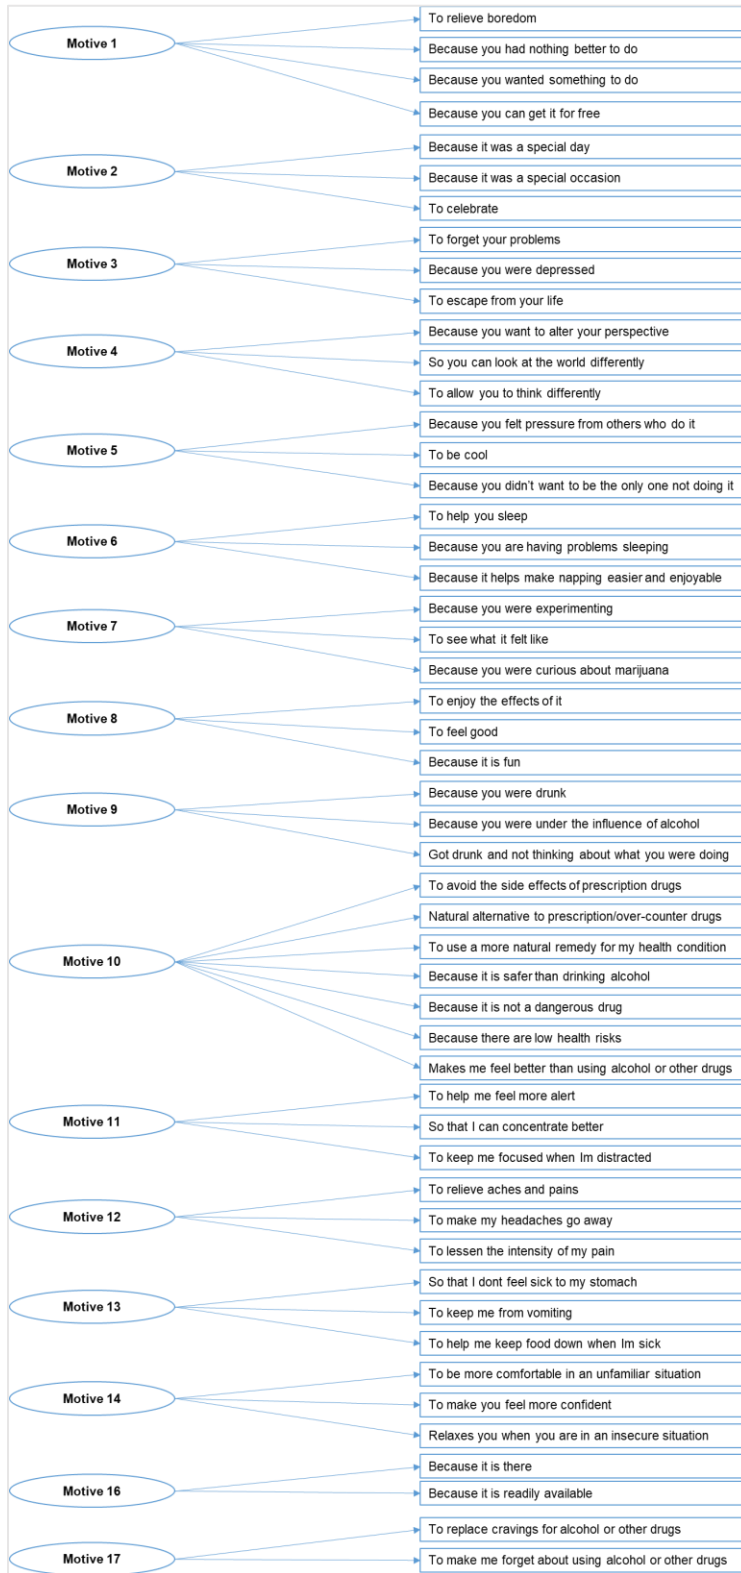 Motive 1
To relieve boredom
Because you had nothing better to do
Because you wanted something to do
Because you can get it for free
Motive 2
Because it was a special day
Because it was a special occasion
To celebrate
Motive 3
To forget your problems
Because you were depressed
To escape from your life
Motive 4
Because you want to alter your perspective
So you can look at the world differently
To allow you to think differently
Motive 5
Because you felt pressure from others who do it
To be cool
Because you didn't want to be the only one not doing it
Motive 6
To help you sleep
Because you are having problems sleeping
Because it helps make napping easier and enjoyable
Motive 7
Because you were experimenting
To see what it felt like
Because you were curious about marijuana
Motive 8
To enjoy the effects of it
To feel good
Because it is fun
Motive 9
Because you were drunk
Because you were under the influence of alcohol
Got drunk and not thinking about what you were doing
Motive 10
To avoid the side effects of prescription drugs
Natural alternative to prescription/over-counter drugs
To use a more natural remedy for my health condition
Because it is safer than drinking alcohol
Because it is not a dangerous drug
Because there are low health risks
Makes me feel better than using alcohol or other drugs
Motive 11
To help me feel more alert
So that I can concentrate better
To keep me focused when Im distracted
Motive 12
To relieve aches and pains
To make my headaches go away
To lessen the intensity of my pain
Motive 13
So that I dont feel sick to my stomach
To keep me from vomiting
To help me keep food down when Im sick
Motive 14
To be more comfortable in an unfamiliar situation
To make you feel more confident
Relaxes you when you are in an insecure situation
Motive 16
Because it is there
Because it is readily available
Motive 17
To replace cravings for alcohol or other drugs
To make me forget about using alcohol or other drugs